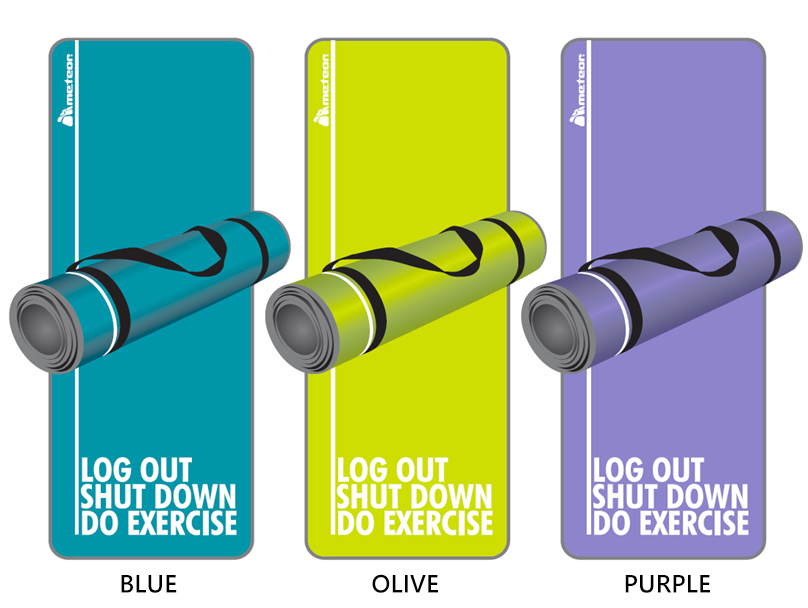 meteor
meteor
meteor
LOG OUT
SHUT DOWN
DO EXERCISE
LOG OUT
SHUT DOWN
DO EXERCISE
LOG OUT
SHUT DOWN
DO EXERCISE
BLUE
OLIVE
PURPLE